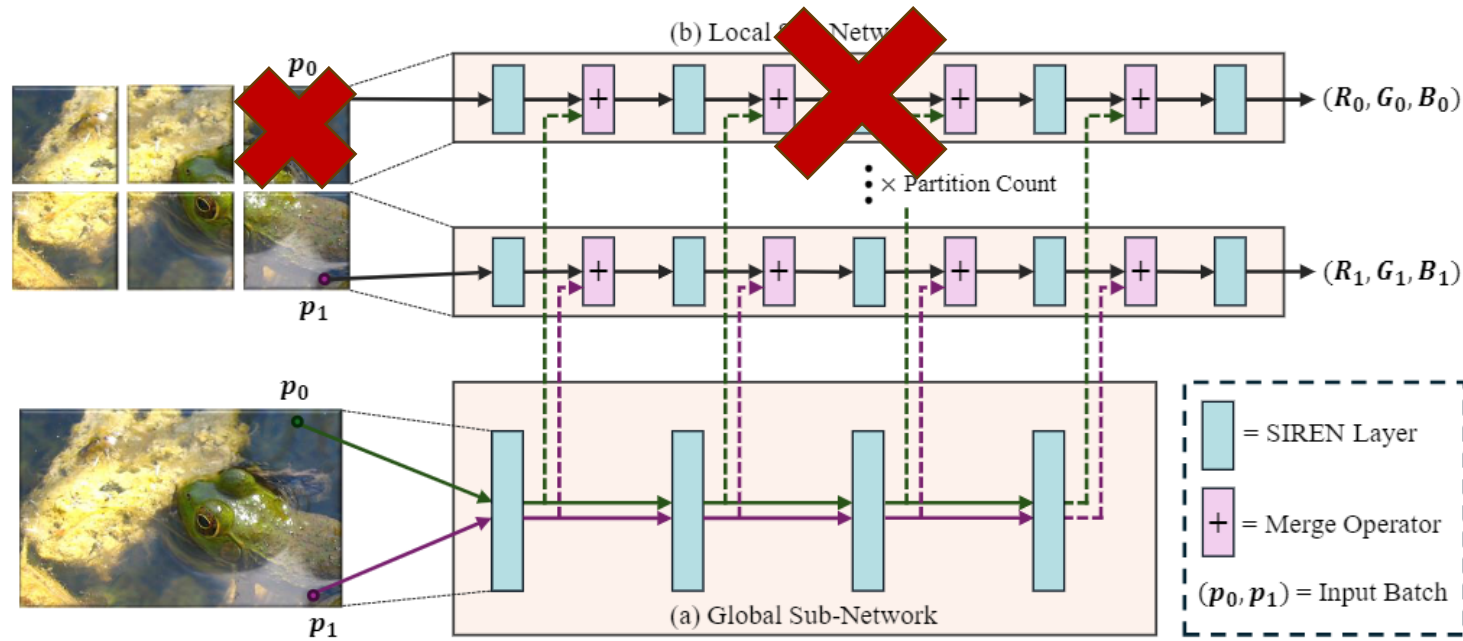 (b) Local
p₀
+ + + +
(R₀, G₀, B₀)
× Partition Count
+ + + +
(R₁, G₁, B₁)
p₁
p₀
p₁
(a) Global Sub-Network
= SIREN Layer
+ = Merge Operator
(p₀, p₁) = Input Batch